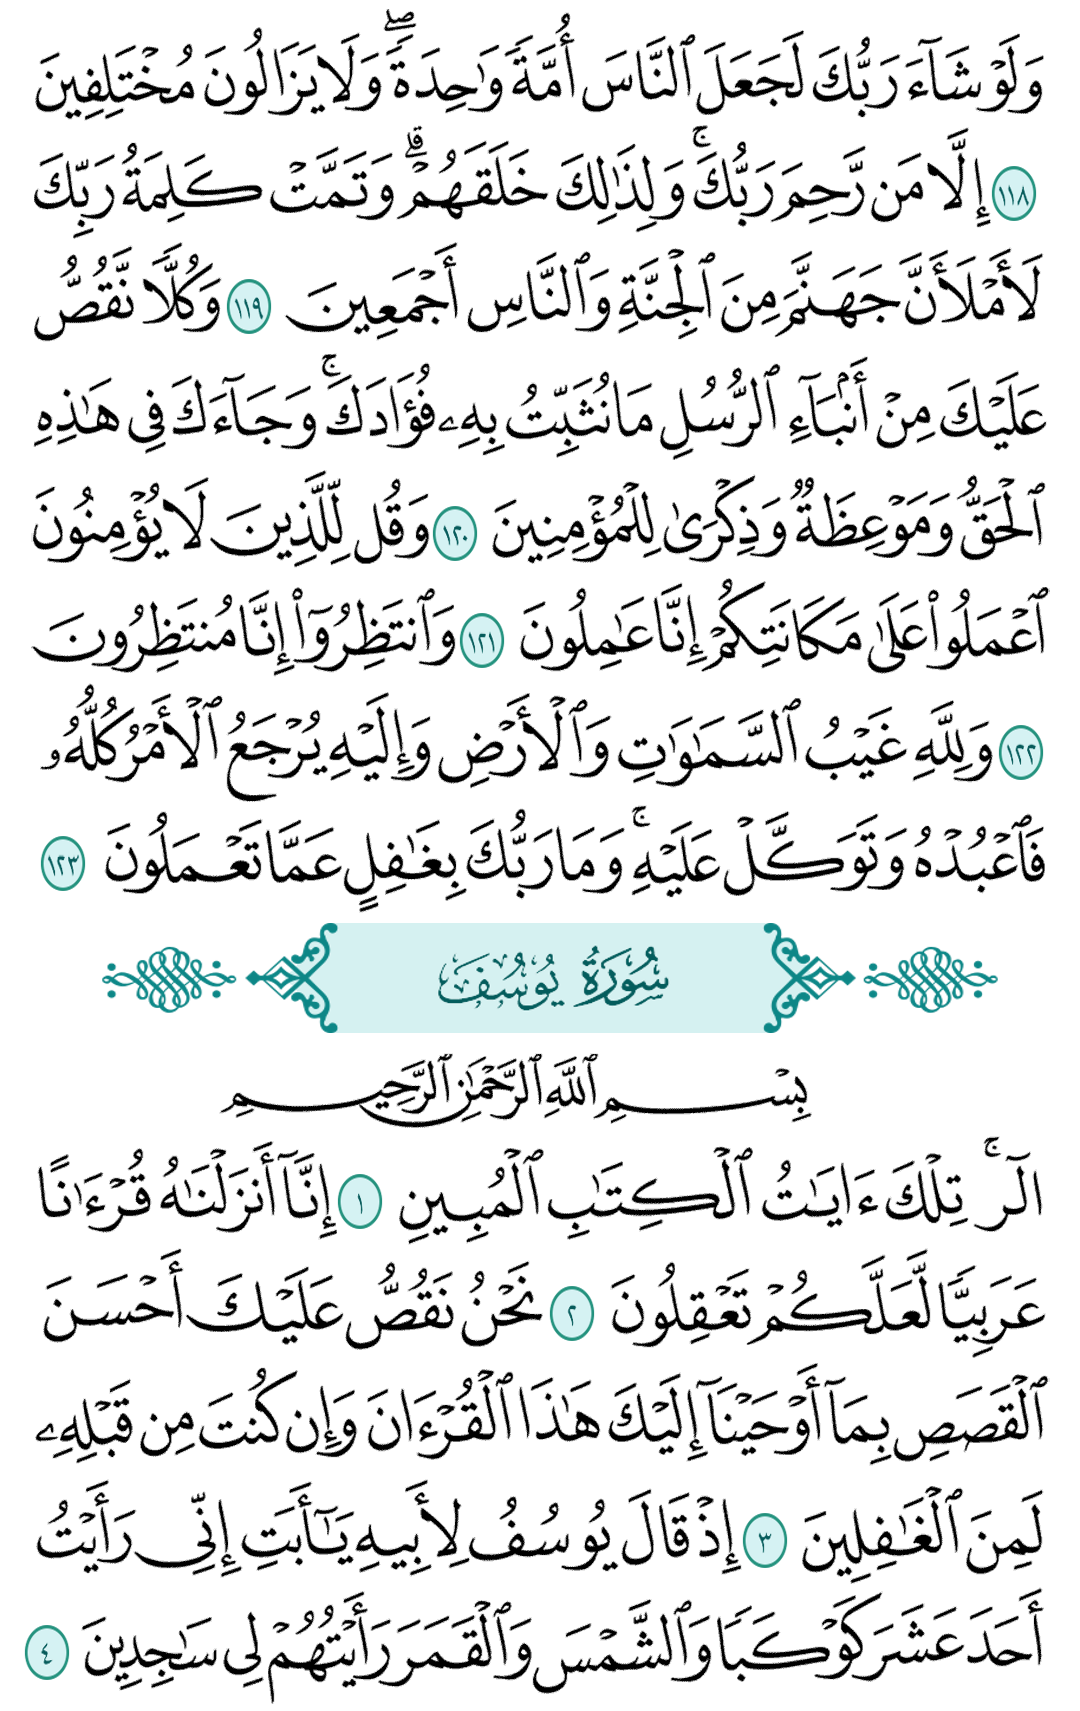 وَلَوْ شَآءَ رَبُّكَ لَجَعَلَ ٱلنَّاسَ أُمَّةً وَٰحِدَةً ۖ وَلَا يَزَالُونَ مُخْتَلِفِينَ
١١٨ إِلَّا مَن رَّحِمَ رَبُّكَ ۚ وَلِذَٰلِكَ خَلَقَهُمْ ۗ وَتَمَّتْ كَلِمَةُ رَبِّكَ
لَأَمْلَأَنَّ جَهَنَّمَ مِنَ ٱلْجِنَّةِ وَٱلنَّاسِ أَجْمَعِينَ ١١٩ وَكُلًّا نَّقُصُّ
عَلَيْكَ مِنْ أَنۢبَآءِ ٱلرُّسُلِ مَا نُثَبِّتُ بِهِۦ فُؤَادَكَ ۚ وَجَآءَكَ فِى هَٰذِهِ
ٱلْحَقُّ وَمَوْعِظَةٌ وَذِكْرَىٰ لِلْمُؤْمِنِينَ ١٢٠ وَقُل لِّلَّذِينَ لَا يُؤْمِنُونَ
ٱعْمَلُوا۟ عَلَىٰ مَكَانَتِكُمْ إِنَّا عَٰمِلُونَ ١٢١ وَٱنتَظِرُوٓا۟ إِنَّا مُنتَظِرُونَ
١٢٢ وَلِلَّهِ غَيْبُ ٱلسَّمَٰوَٰتِ وَٱلْأَرْضِ وَإِلَيْهِ يُرْجَعُ ٱلْأَمْرُ كُلُّهُۥ
فَٱعْبُدْهُ وَتَوَكَّلْ عَلَيْهِ ۚ وَمَا رَبُّكَ بِغَٰفِلٍ عَمَّا تَعْمَلُونَ ١٢٣
سُورَةُ يُوسُفَ
بِسْمِ ٱللَّهِ ٱلرَّحْمَٰنِ ٱلرَّحِيمِ
الٓر ۚ تِلْكَ ءَايَٰتُ ٱلْكِتَٰبِ ٱلْمُبِينِ ١ إِنَّآ أَنزَلْنَٰهُ قُرْءَٰنًا
عَرَبِيًّا لَّعَلَّكُمْ تَعْقِلُونَ ٢ نَحْنُ نَقُصُّ عَلَيْكَ أَحْسَنَ
ٱلْقَصَصِ بِمَآ أَوْحَيْنَآ إِلَيْكَ هَٰذَا ٱلْقُرْءَانَ وَإِن كُنتَ مِن قَبْلِهِۦ
لَمِنَ ٱلْغَٰفِلِينَ ٣ إِذْ قَالَ يُوسُفُ لِأَبِيهِ يَٰٓأَبَتِ إِنِّى رَأَيْتُ
أَحَدَ عَشَرَ كَوْكَبًا وَٱلشَّمْسَ وَٱلْقَمَرَ رَأَيْتُهُمْ لِى سَٰجِدِينَ ٤